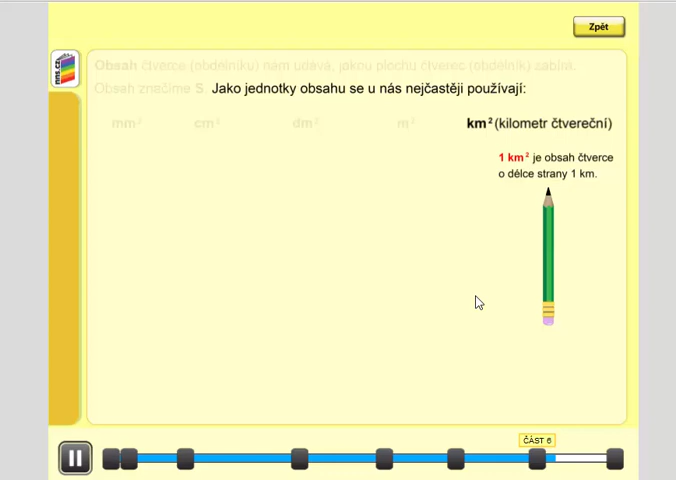 Zpět
nns.cz
Obsah čtverce (obdélníku) nám udává, jakou plochu čtverec (obdélník) zabírá.
Obsah značíme S. Jako jednotky obsahu se u nás nejčastěji používají:
mm² cm² dm² m² km² (kilometr čtvereční)
1 km² je obsah čtverce
o délce strany 1 km.
ČÁST 6